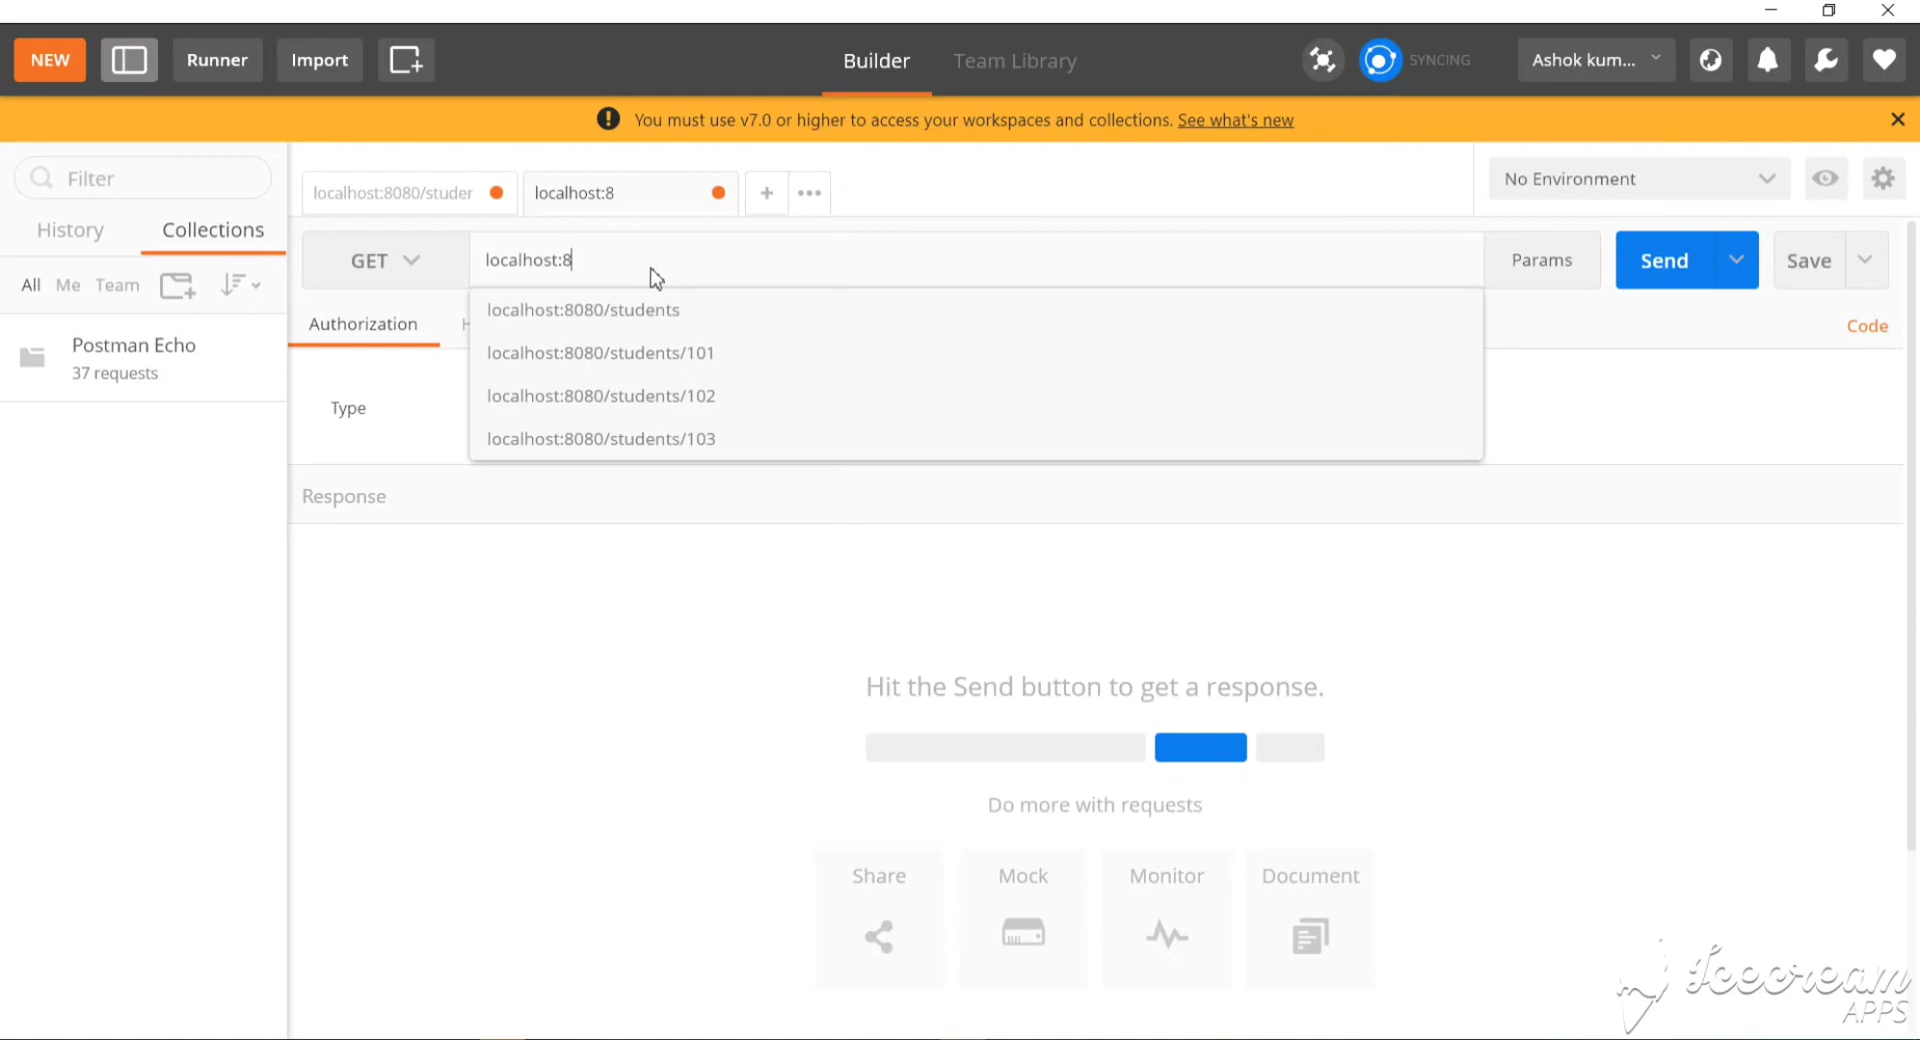 NEW
Runner
Import
Builder
Team Library
SYNCING
Ashok kum...
You must use v7.0 or higher to access your workspaces and collections. See what's new
Filter
History
Collections
All
Me
Team
Postman Echo
37 requests
localhost:8080/studer
localhost:8
No Environment
GET
localhost:8
Params
Send
Save
localhost:8080/students
localhost:8080/students/101
localhost:8080/students/102
localhost:8080/students/103
Authorization
H
Code
Type
Response
Hit the Send button to get a response.
Do more with requests
Share
Mock
Monitor
Document
Icecream
APPS